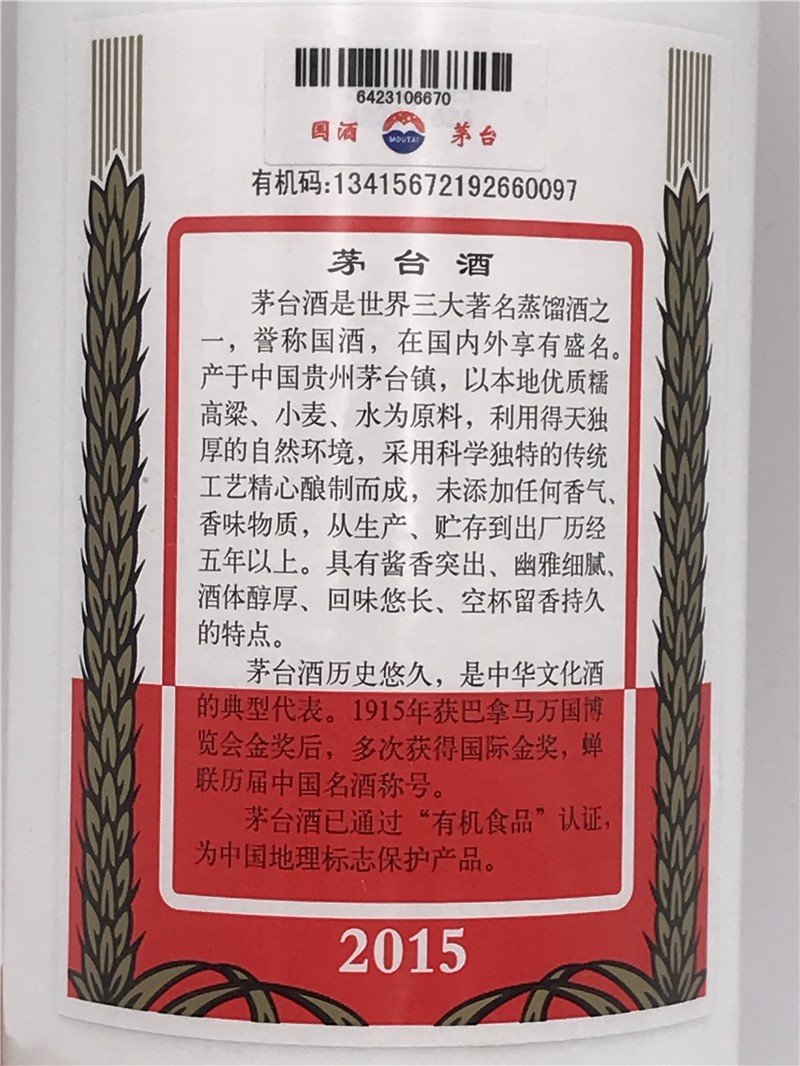 6423106670
国酒 MOUTAI 茅台
有机码:13415672192660097
茅台酒
茅台酒是世界三大著名蒸馏酒之
一，誉称国酒，在国内外享有盛名。
产于中国贵州茅台镇，以本地优质糯
高粱、小麦、水为原料，利用得天独
厚的自然环境，采用科学独特的传统
工艺精心酿制而成，未添加任何香气、
香味物质，从生产、贮存到出厂历经
五年以上。具有酱香突出、幽雅细腻、
酒体醇厚、回味悠长、空杯留香持久
的特点。
茅台酒历史悠久，是中华文化酒
的典型代表。1915年获巴拿马万国博
览会金奖后，多次获得国际金奖，蝉
联历届中国名酒称号。
茅台酒已通过“有机食品”认证，
为中国地理标志保护产品。
2015